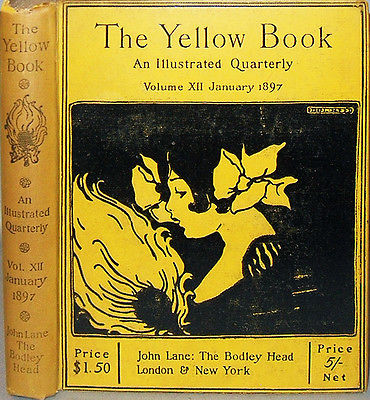 The
Yellow
Book
An
Illustrated
Quarterly
Vol. XII
January
1897
John Lane
The
Bodley
Head
The Yellow Book
An Illustrated Quarterly
Volume XII January 1897
Price
$1.50
John Lane: The Bodley Head
London & New York
Price
5/-
Net